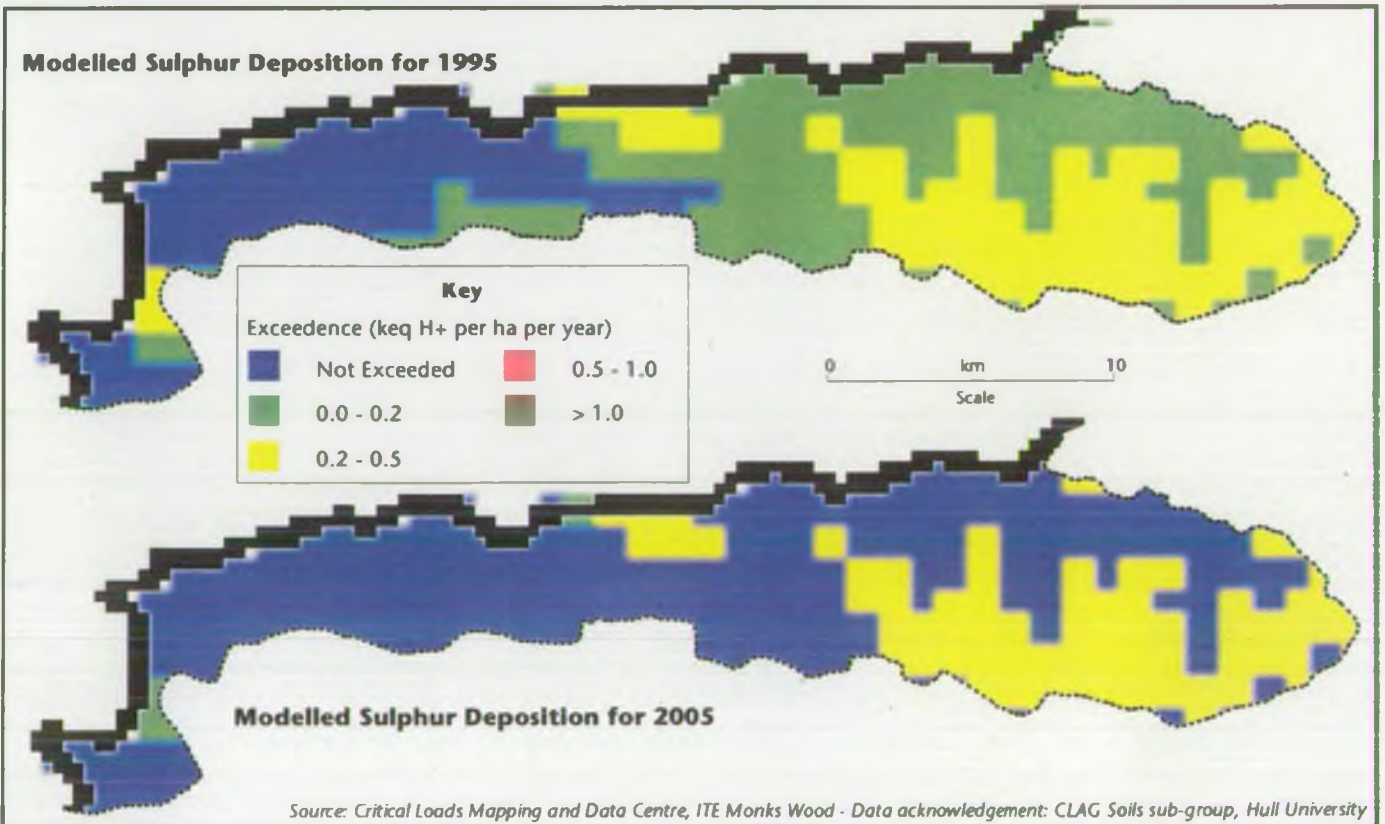 Modelled Sulphur Deposition for 1995
Key
Exceedence (keq H+ per ha per year)
Not Exceeded
0.5 - 1.0
0.0 - 0.2
> 1.0
0.2 - 0.5
0 km 10
Scale
Modelled Sulphur Deposition for 2005
Source: Critical Loads Mapping and Data Centre, ITE Monks Wood - Data acknowledgement: CLAG Soils sub-group, Hull University